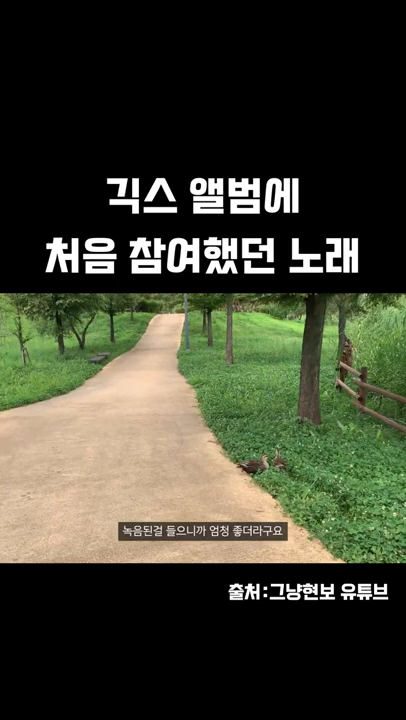 긱스 앨범에
처음 참여했던 노래
녹음된걸 들으니까 엄청 좋더라구요
출처:그냥현보 유튜브